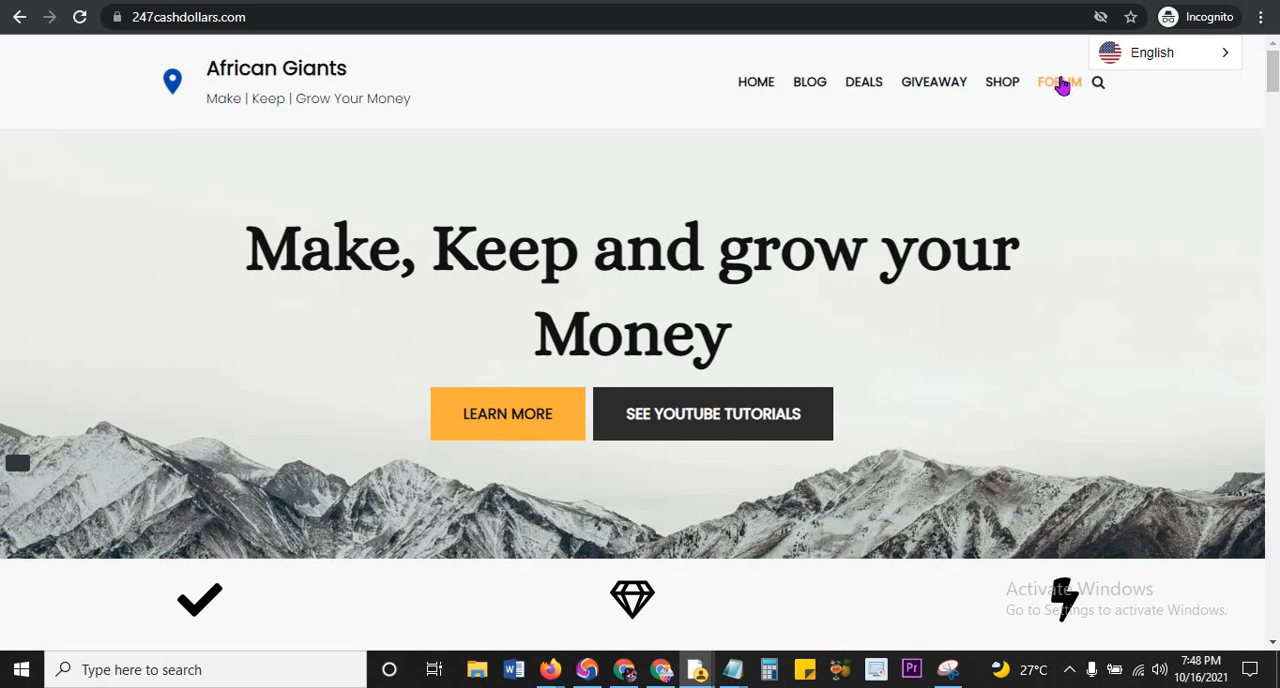 247cashdollars.com
Incognito
English
African Giants
Make | Keep | Grow Your Money
HOME BLOG DEALS GIVEAWAY SHOP FORUM
Make, Keep and grow your
Money
LEARN MORE SEE YOUTUBE TUTORIALS
Activate Windows
Go to Settings to activate Windows.
Type here to search
27°C
7:48 PM
10/16/2021